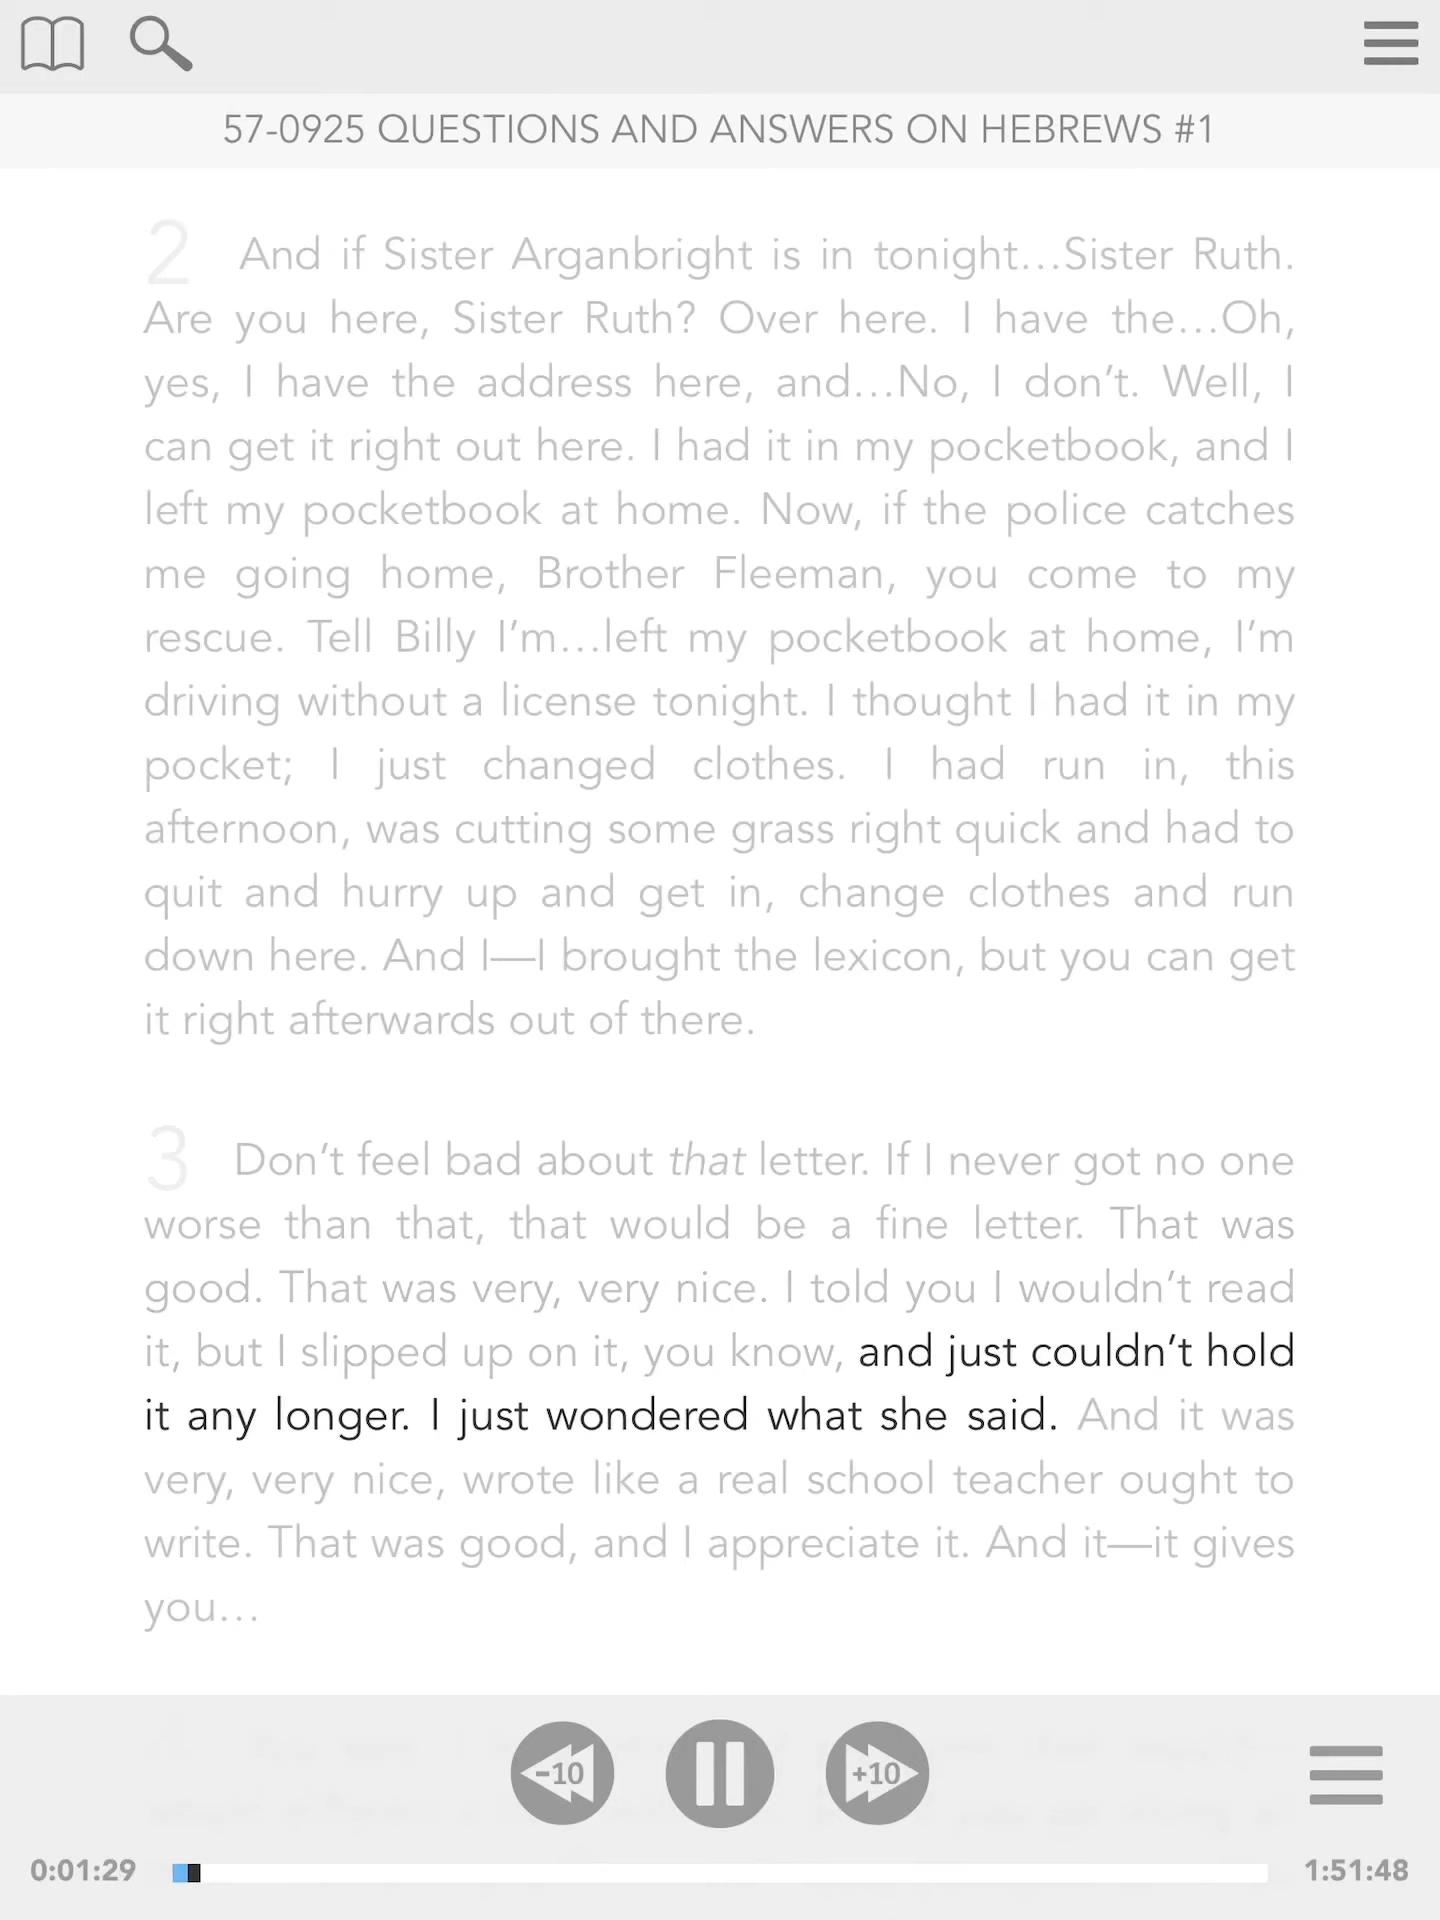 57-0925 QUESTIONS AND ANSWERS ON HEBREWS #1
2 And if Sister Arganbright is in tonight…Sister Ruth.
Are you here, Sister Ruth? Over here. I have the…Oh,
yes, I have the address here, and…No, I don’t. Well, I
can get it right out here. I had it in my pocketbook, and I
left my pocketbook at home. Now, if the police catches
me going home, Brother Fleeman, you come to my
rescue. Tell Billy I’m…left my pocketbook at home, I’m
driving without a license tonight. I thought I had it in my
pocket; I just changed clothes. I had run in, this
afternoon, was cutting some grass right quick and had to
quit and hurry up and get in, change clothes and run
down here. And I—I brought the lexicon, but you can get
it right afterwards out of there.
3 Don’t feel bad about that letter. If I never got no one
worse than that, that would be a fine letter. That was
good. That was very, very nice. I told you I wouldn’t read
it, but I slipped up on it, you know, and just couldn’t hold
it any longer. I just wondered what she said. And it was
very, very nice, wrote like a real school teacher ought to
write. That was good, and I appreciate it. And it—it gives
you…
-10 +10
0:01:29 1:51:48